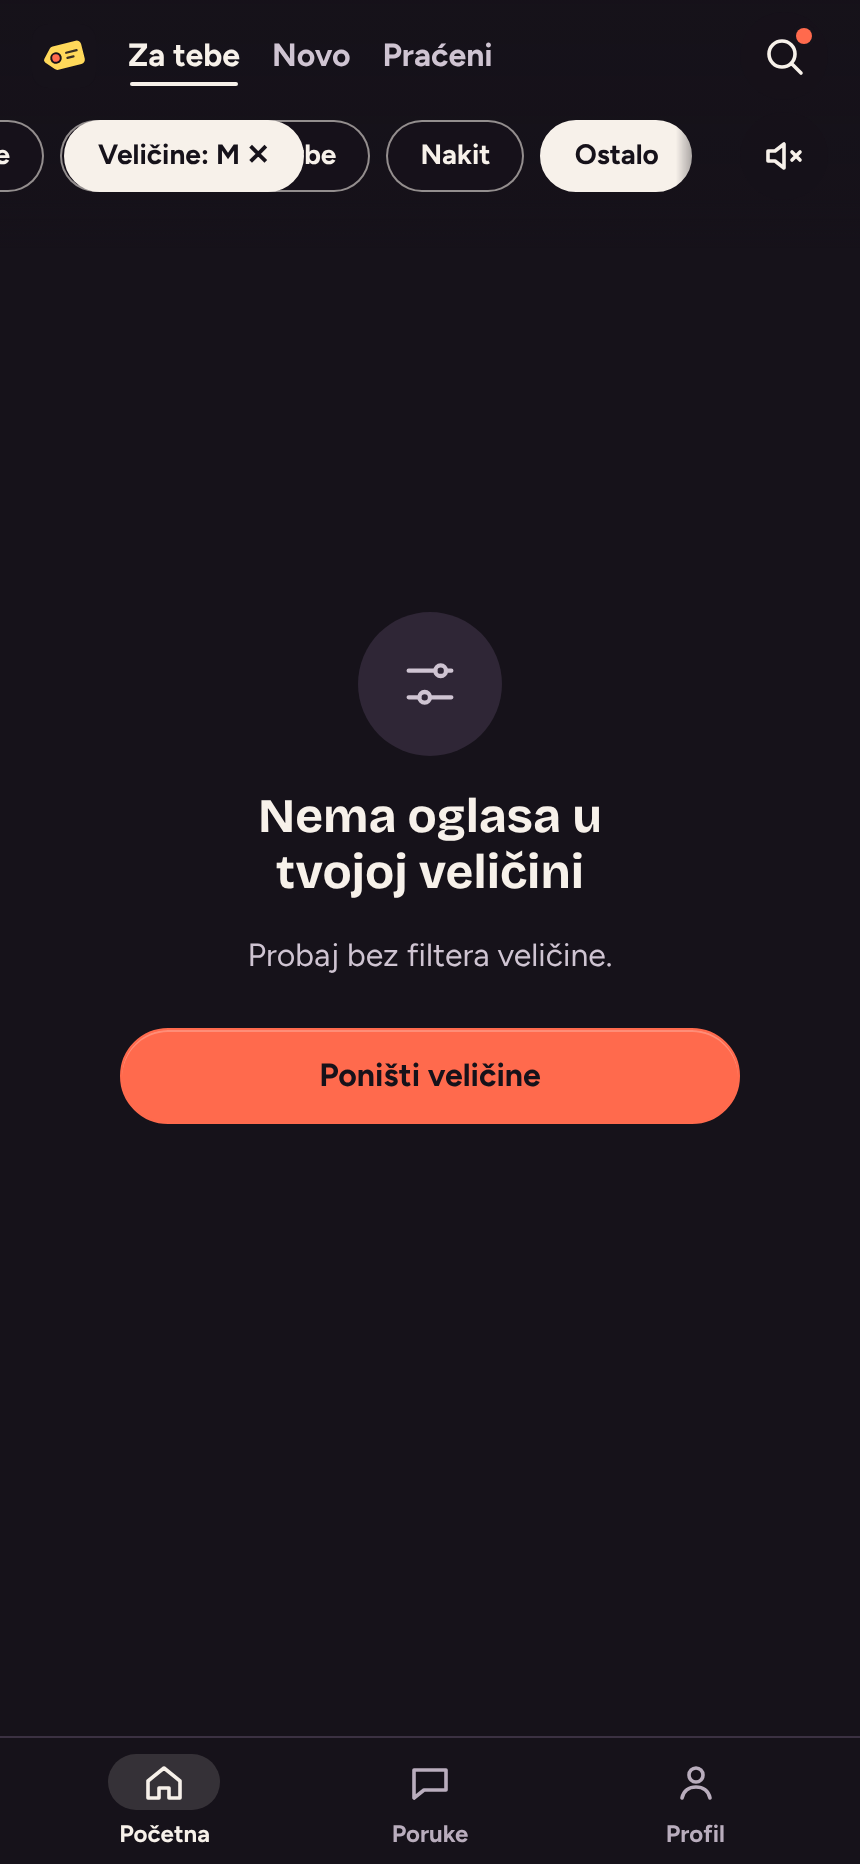 Za tebe Novo Praćeni
e Veličine: M ✕ be Nakit Ostalo
Nema oglasa u
tvojoj veličini
Probaj bez filtera veličine.
Poništi veličine
Početna Poruke Profil